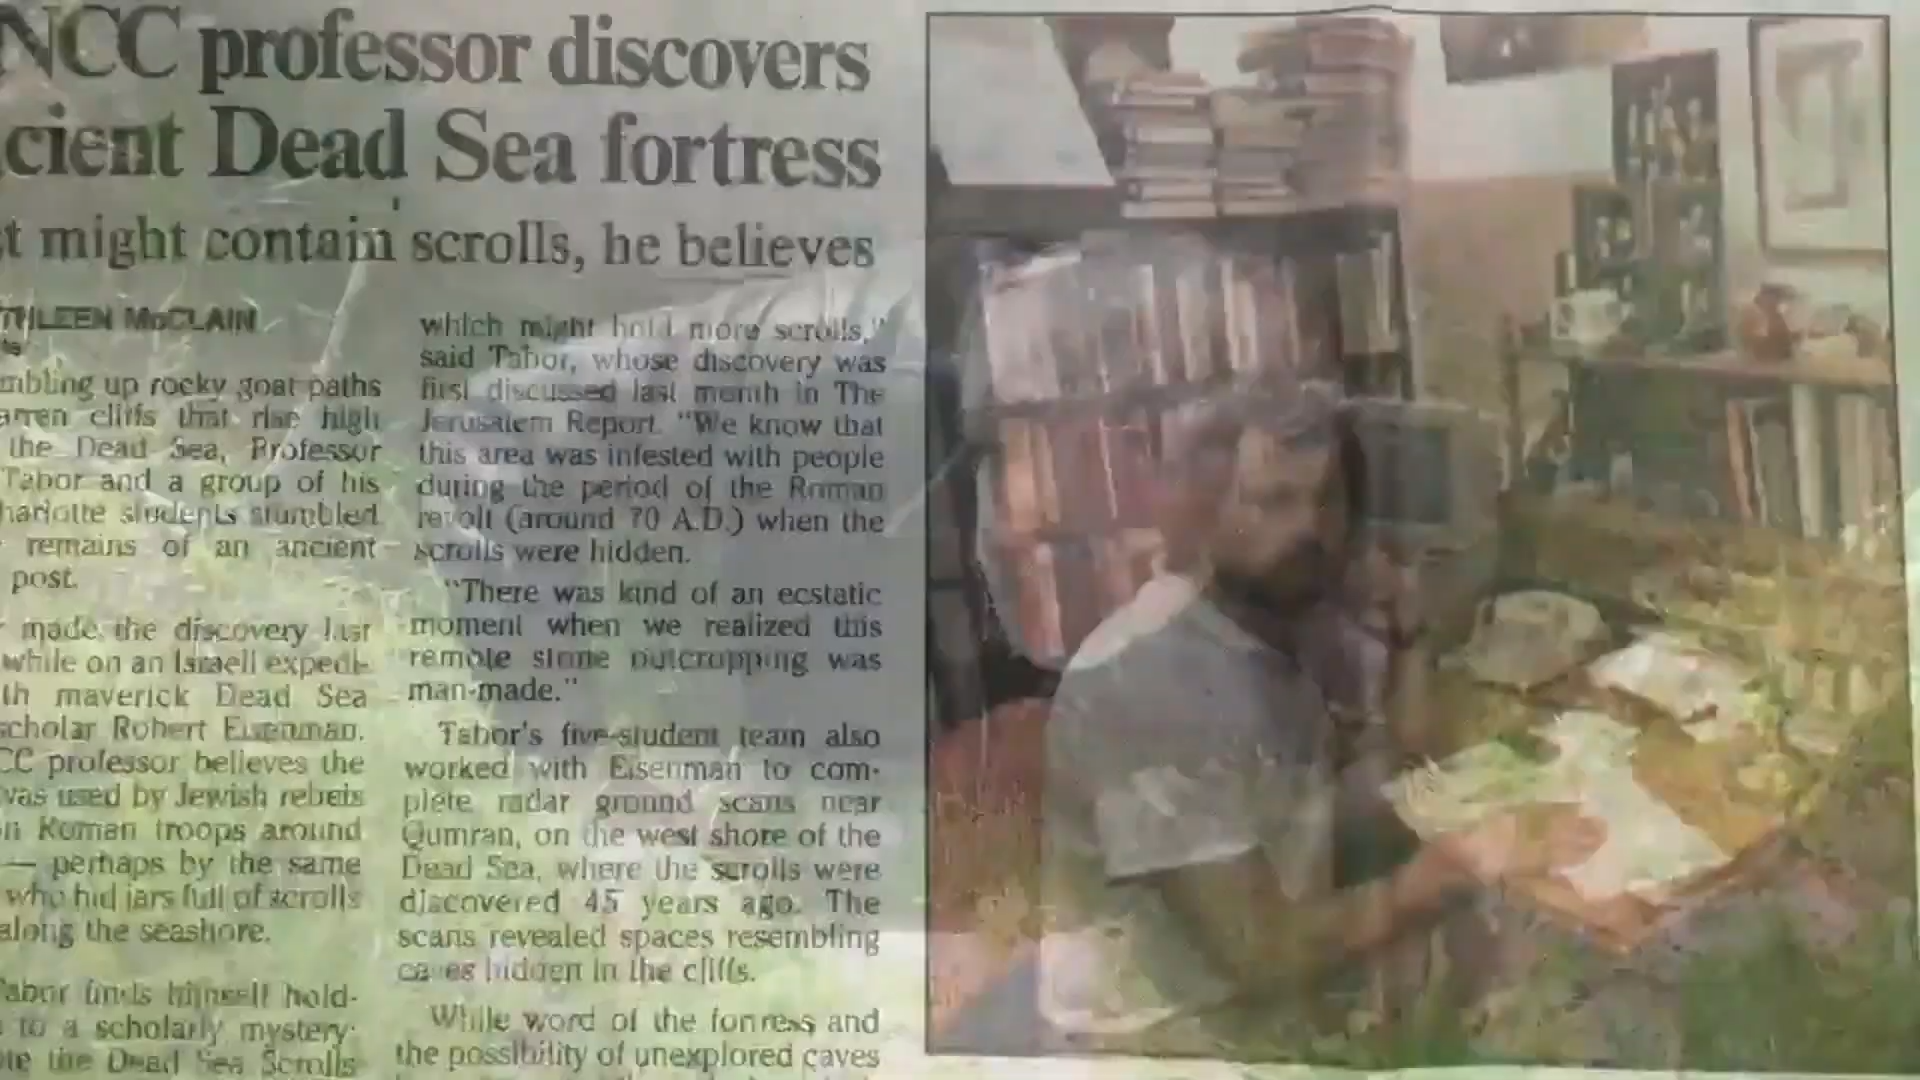 NCC professor discovers
cient Dead Sea fortress
t might contain scrolls, he believes
THLEEN McCLAIN
mbling up rocky goat paths
arren cliffs that rise high
the Dead Sea, Professor
Tabor and a group of his
harlotte students stumbled
remains of an ancient
post.
made the discovery last
while on an Israeli expedi-
th maverick Dead Sea
scholar Robert Eisenman.
CC professor believes the
was used by Jewish rebels
n Roman troops around
— perhaps by the same
who hid jars full of scrolls
along the seashore.
Tabor finds himself hold-
to a scholarly mystery:
te the Dead Sea Scrolls
which might hold more scrolls,"
said Tabor, whose discovery was
first discussed last month in The
Jerusalem Report. "We know that
this area was infested with people
during the period of the Roman
revolt (around 70 A.D.) when the
scrolls were hidden.
"There was kind of an ecstatic
moment when we realized this
remote stone outcropping was
man-made."
Tabor's five-student team also
worked with Eisenman to com-
plete radar ground scans near
Qumran, on the west shore of the
Dead Sea, where the scrolls were
discovered 45 years ago. The
scans revealed spaces resembling
caves hidden in the cliffs.
While word of the fortress and
the possibility of unexplored caves